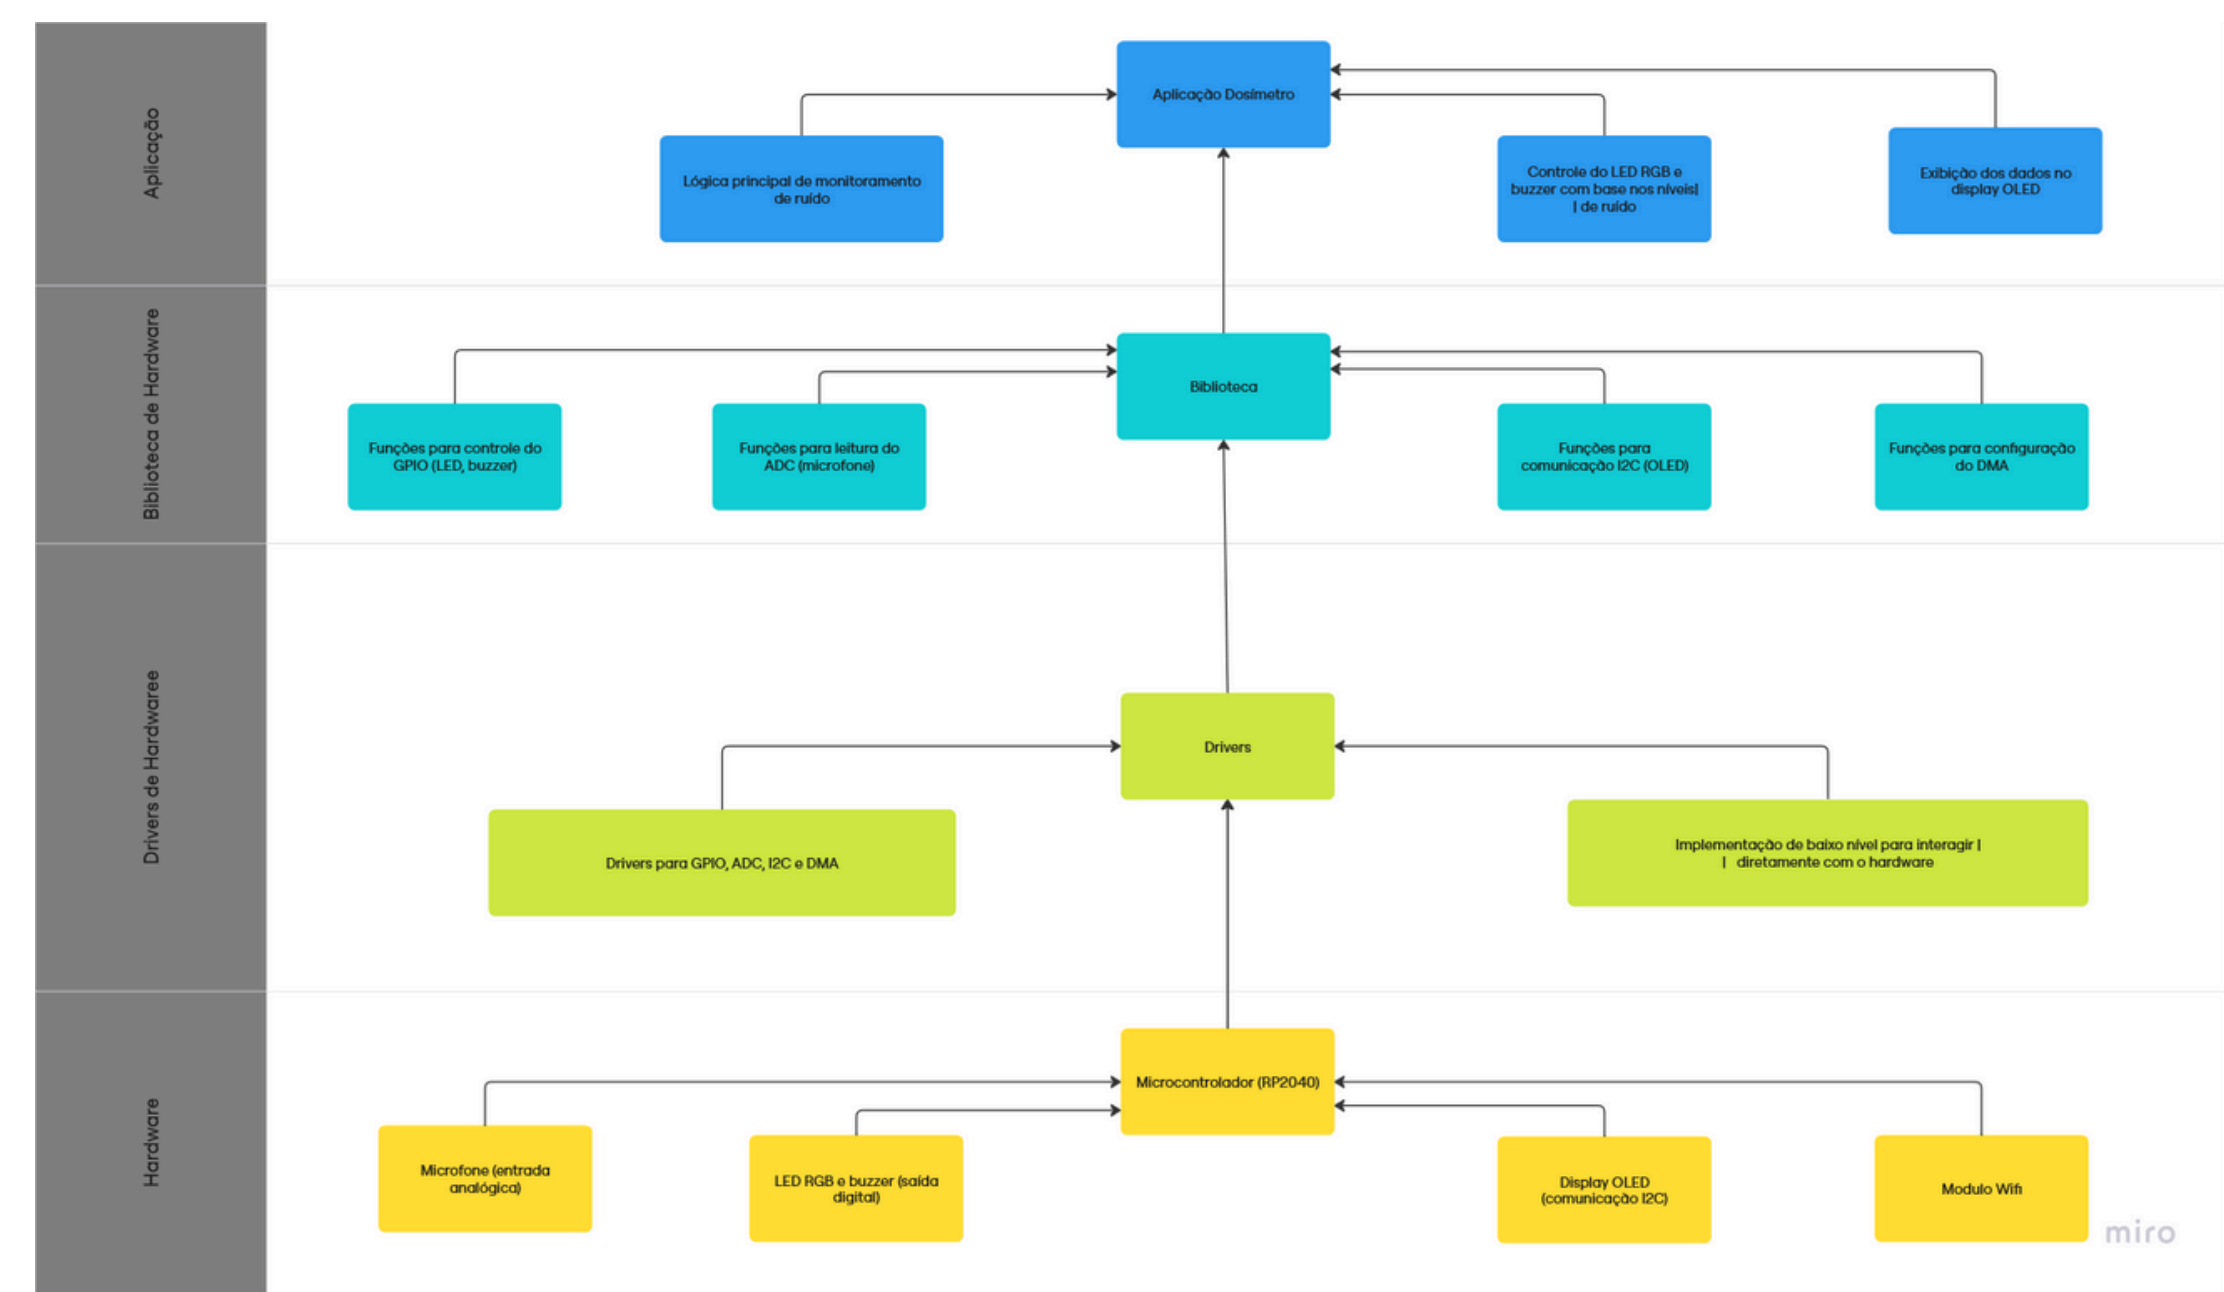 Aplicação
Aplicação Dosímetro
Lógica principal de monitoramento
de ruído
Controle do LED RGB e
buzzer com base nos níveis|
| de ruído
Exibição dos dados no
display OLED
Biblioteca de Hardware
Biblioteca
Funções para controle do
GPIO (LED, buzzer)
Funções para leitura do
ADC (microfone)
Funções para
comunicação I2C (OLED)
Funções para configuração
do DMA
Drivers de Hardwaree
Drivers
Drivers para GPIO, ADC, I2C e DMA
Implementação de baixo nível para interagir |
| diretamente com o hardware
Hardware
Microcontrolador (RP2040)
Microfone (entrada
analógica)
LED RGB e buzzer (saída
digital)
Display OLED
(comunicação I2C)
Modulo Wifi
miro